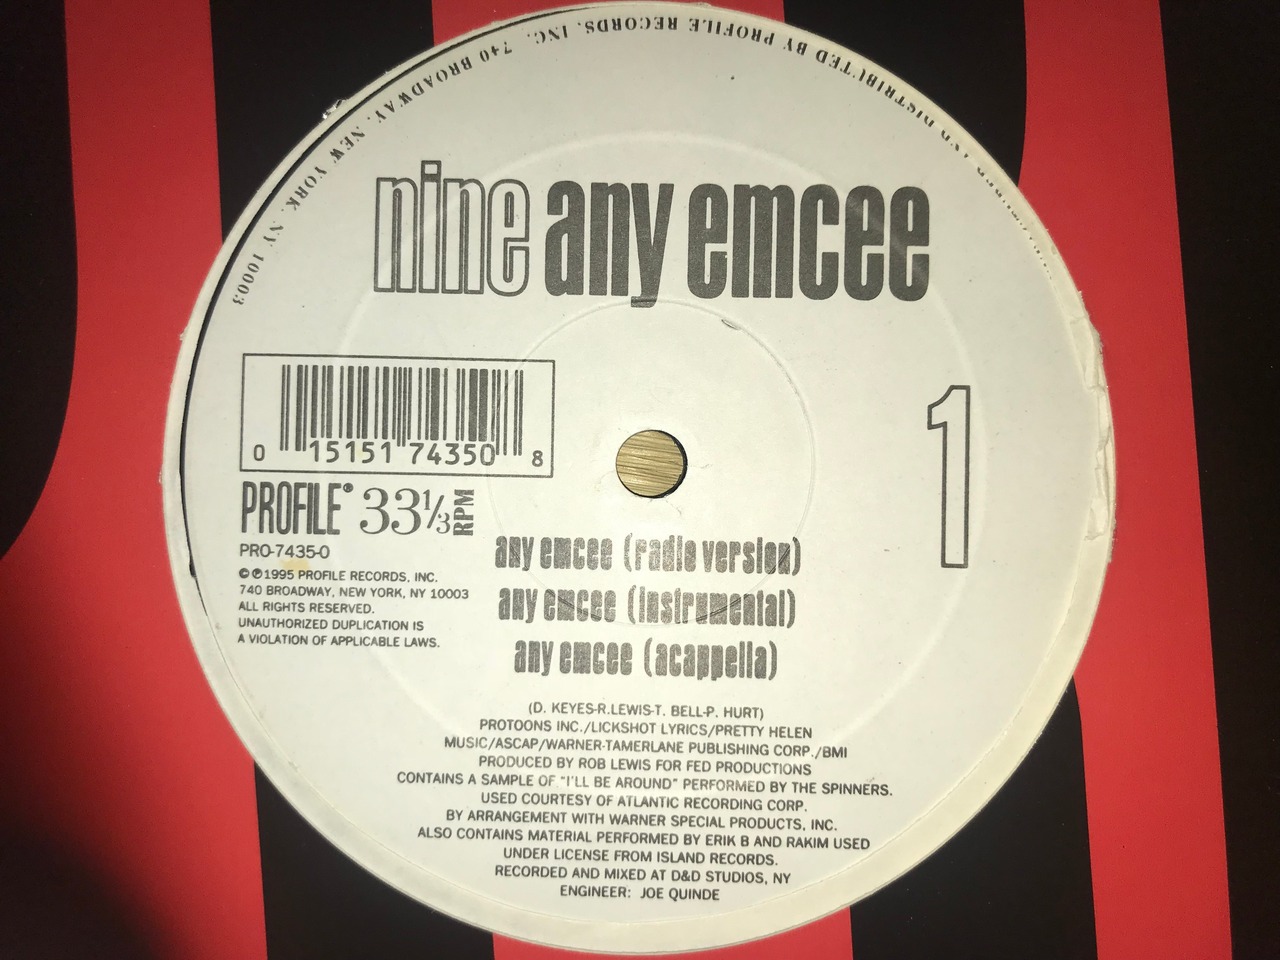 DISTRIBUTED BY PROFILE RECORDS, INC. 740 BROADWAY, NEW YORK, NY 10003
nine any emcee
0 15151 74350 8
1
PROFILE® 33 1/3 RPM
PRO-7435-0
©℗1995 PROFILE RECORDS, INC.
740 BROADWAY, NEW YORK, NY 10003
ALL RIGHTS RESERVED.
UNAUTHORIZED DUPLICATION IS
A VIOLATION OF APPLICABLE LAWS.
any emcee (radio version)
any emcee (instrumental)
any emcee (acappella)
(D. KEYES-R.LEWIS-T. BELL-P. HURT)
PROTOONS INC./LICKSHOT LYRICS/PRETTY HELEN
MUSIC/ASCAP/WARNER-TAMERLANE PUBLISHING CORP./BMI
PRODUCED BY ROB LEWIS FOR FED PRODUCTIONS
CONTAINS A SAMPLE OF "I'LL BE AROUND" PERFORMED BY THE SPINNERS.
USED COURTESY OF ATLANTIC RECORDING CORP.
BY ARRANGEMENT WITH WARNER SPECIAL PRODUCTS, INC.
ALSO CONTAINS MATERIAL PERFORMED BY ERIK B AND RAKIM USED
UNDER LICENSE FROM ISLAND RECORDS.
RECORDED AND MIXED AT D&D STUDIOS, NY
ENGINEER: JOE QUINDE